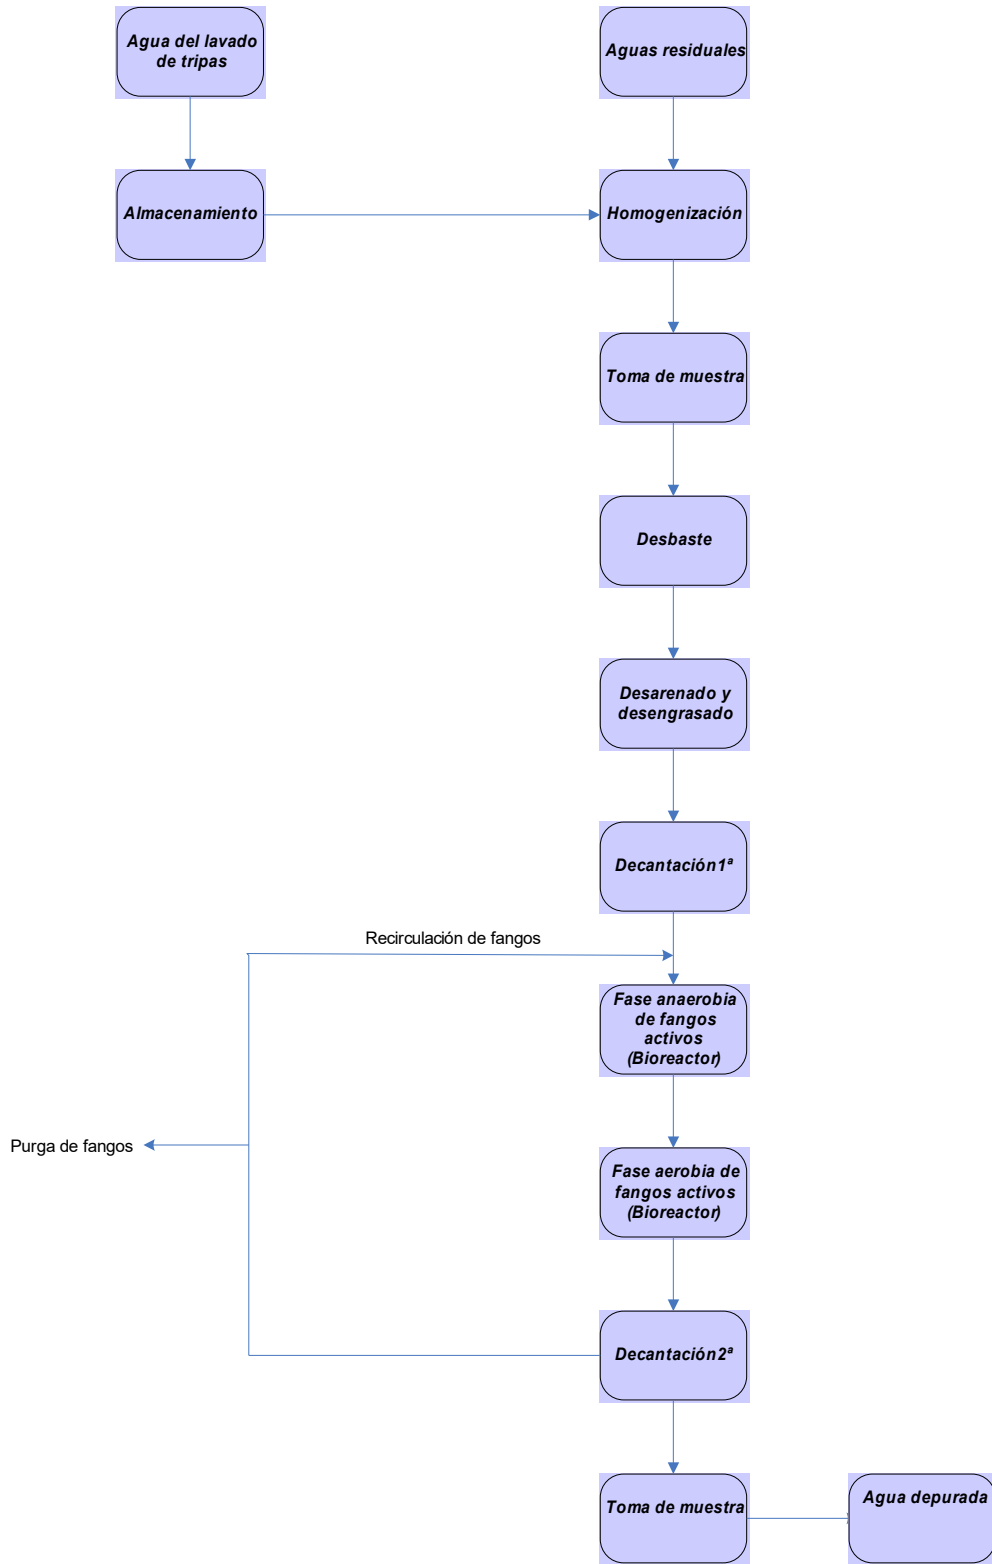 Agua del lavado
de tripas
Aguas residuales
Almacenamiento
Homogenización
Toma de muestra
Desbaste
Desarenado y
desengrasado
Decantación1ª
Recirculación de fangos
Fase anaerobia
de fangos
activos
(Bioreactor)
Purga de fangos
Fase aerobia de
fangos activos
(Bioreactor)
Decantación2ª
Toma de muestra
Agua depurada